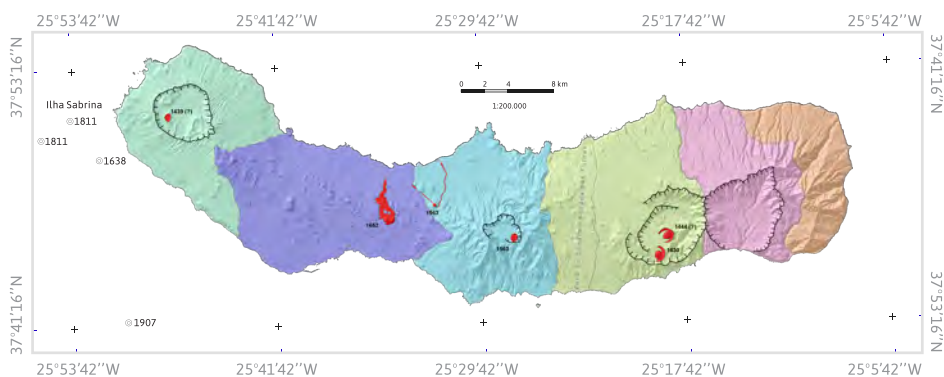 25°53’42’’W 25°41’42’’W 25°29’42’’W 25°17’42’’W 25°5’42’’W
37°53’16’’N
37°41’16’’N
0 2 4 8 km
1:200.000
Ilha Sabrina
1811
1811
1638
1439 (?)
1652
1563
1630
37°41’16’’N
37°53’16’’N
1907
25°53’42’’W 25°41’42’’W 25°29’42’’W 25°17’42’’W 25°5’42’’W